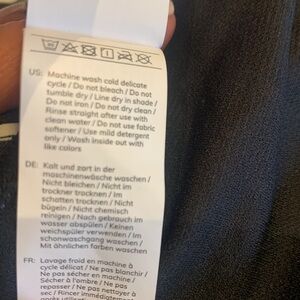 US: Machine wash cold delicate
cycle / Do not bleach / Do not
tumble dry / Line dry in shade /
Do not iron / Do not dry clean /
Rinse straight after use with
clean water / Do not use fabric
softener / Use mild detergent
only / Wash inside out with
like colors
DE: Kalt und zart in der
maschinenwäsche waschen /
Nicht bleichen / Nicht im
trockner trocknen / Im
schatten trocknen / Nicht
bügeln / Nicht chemisch
reinigen / Nach gebrauch im
wasser abspülen / Keinen
weichspüler verwenden / Im
schonwaschgang waschen /
Mit ähnlichen farben waschen
FR: Lavage froid en machine à
cycle délicat / Ne pas blanchir /
Ne pas sécher en machine /
Sécher à l'ombre / Ne pas
repasser / Ne pas nettoyer à
sec / Rincer immédiatement